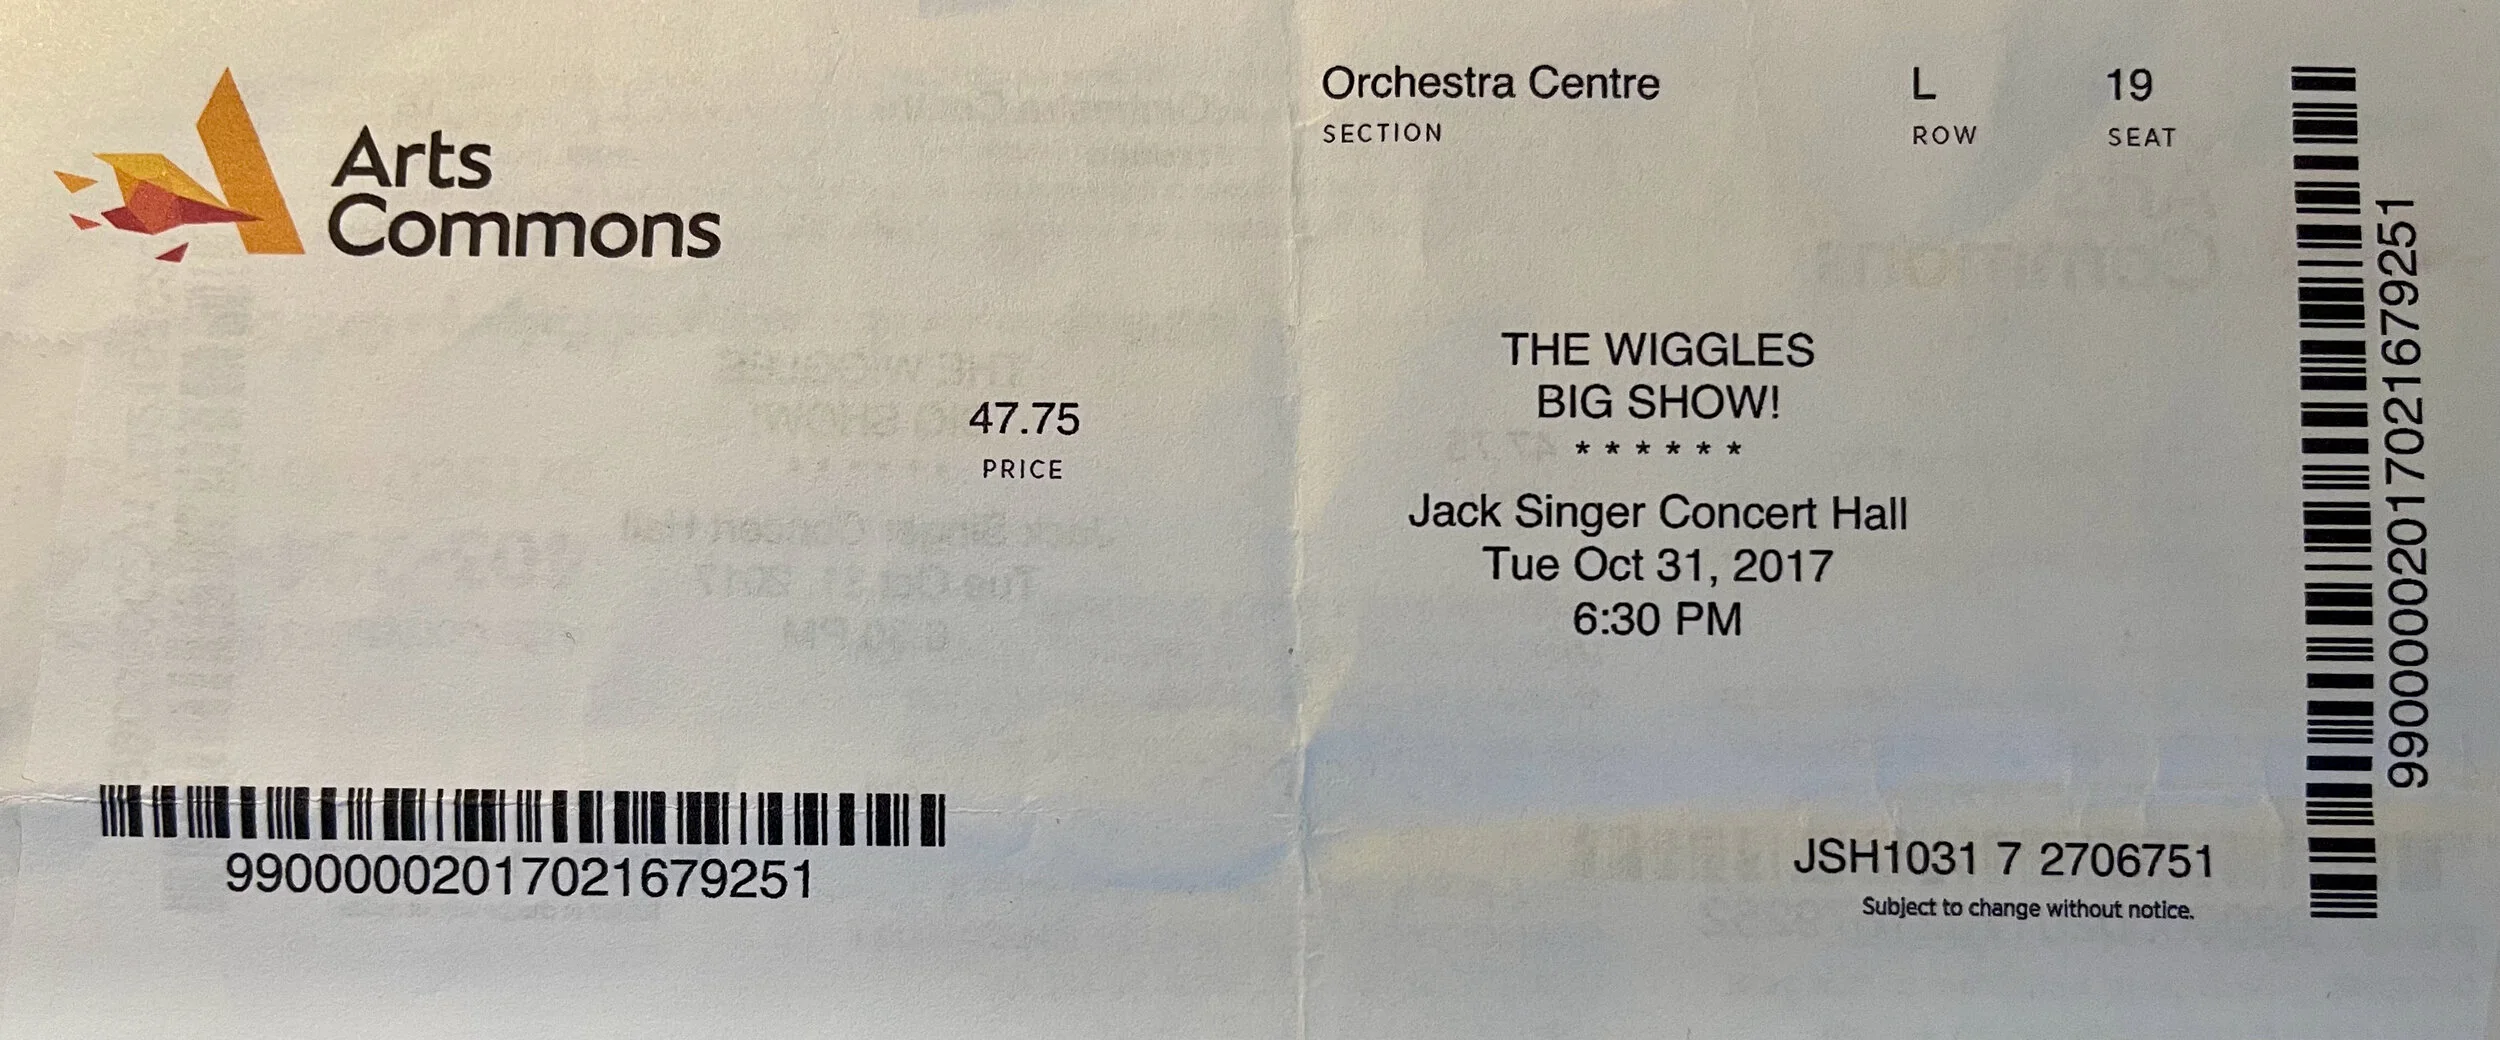 Arts
Commons
47.75
PRICE
99000002017021679251
Orchestra Centre L 19
SECTION ROW SEAT
THE WIGGLES
BIG SHOW!
* * * * * *
Jack Singer Concert Hall
Tue Oct 31, 2017
6:30 PM
JSH1031 7 2706751
Subject to change without notice.
99000002017021679251